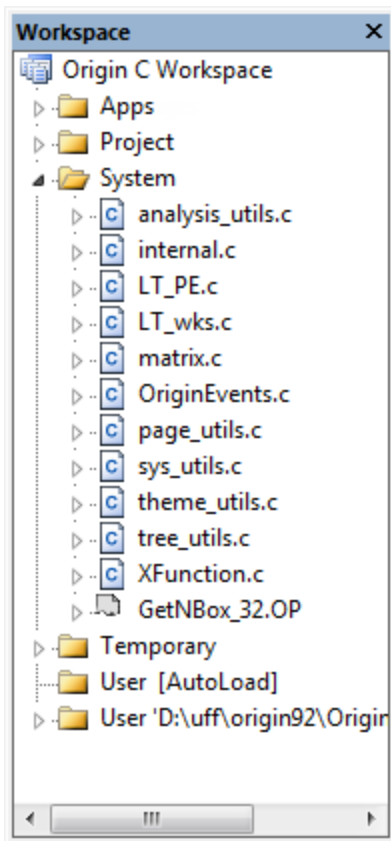 Workspace
Origin C Workspace
Apps
Project
System
analysis_utils.c
internal.c
LT_PE.c
LT_wks.c
matrix.c
OriginEvents.c
page_utils.c
sys_utils.c
theme_utils.c
tree_utils.c
XFunction.c
GetNBox_32.OP
Temporary
User [AutoLoad]
User 'D:\uff\origin92\Origin